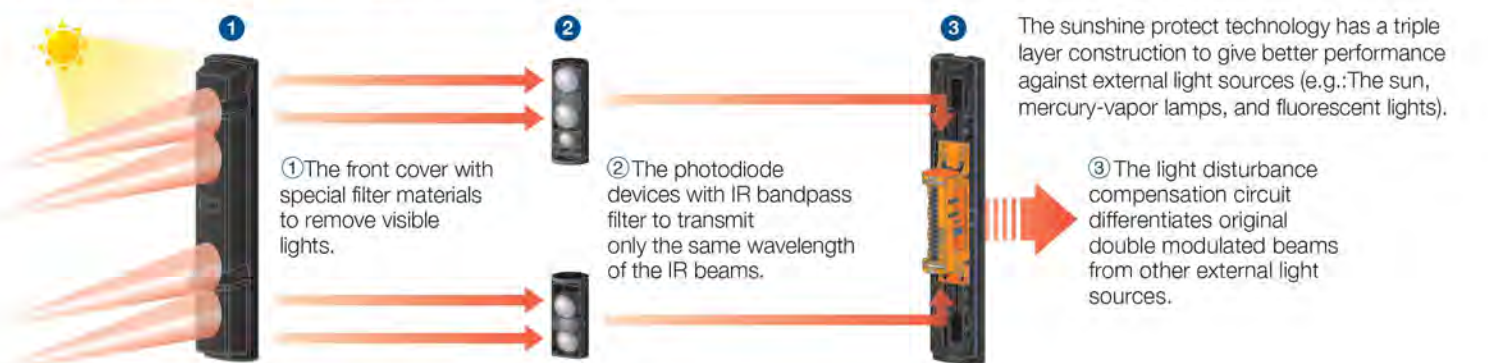 1
2
3
The sunshine protect technology has a triple
layer construction to give better performance
against external light sources (e.g.:The sun,
mercury-vapor lamps, and fluorescent lights).
①The front cover with
special filter materials
to remove visible
lights.
②The photodiode
devices with IR bandpass
filter to transmit
only the same wavelength
of the IR beams.
③ The light disturbance
compensation circuit
differentiates original
double modulated beams
from other external light
sources.